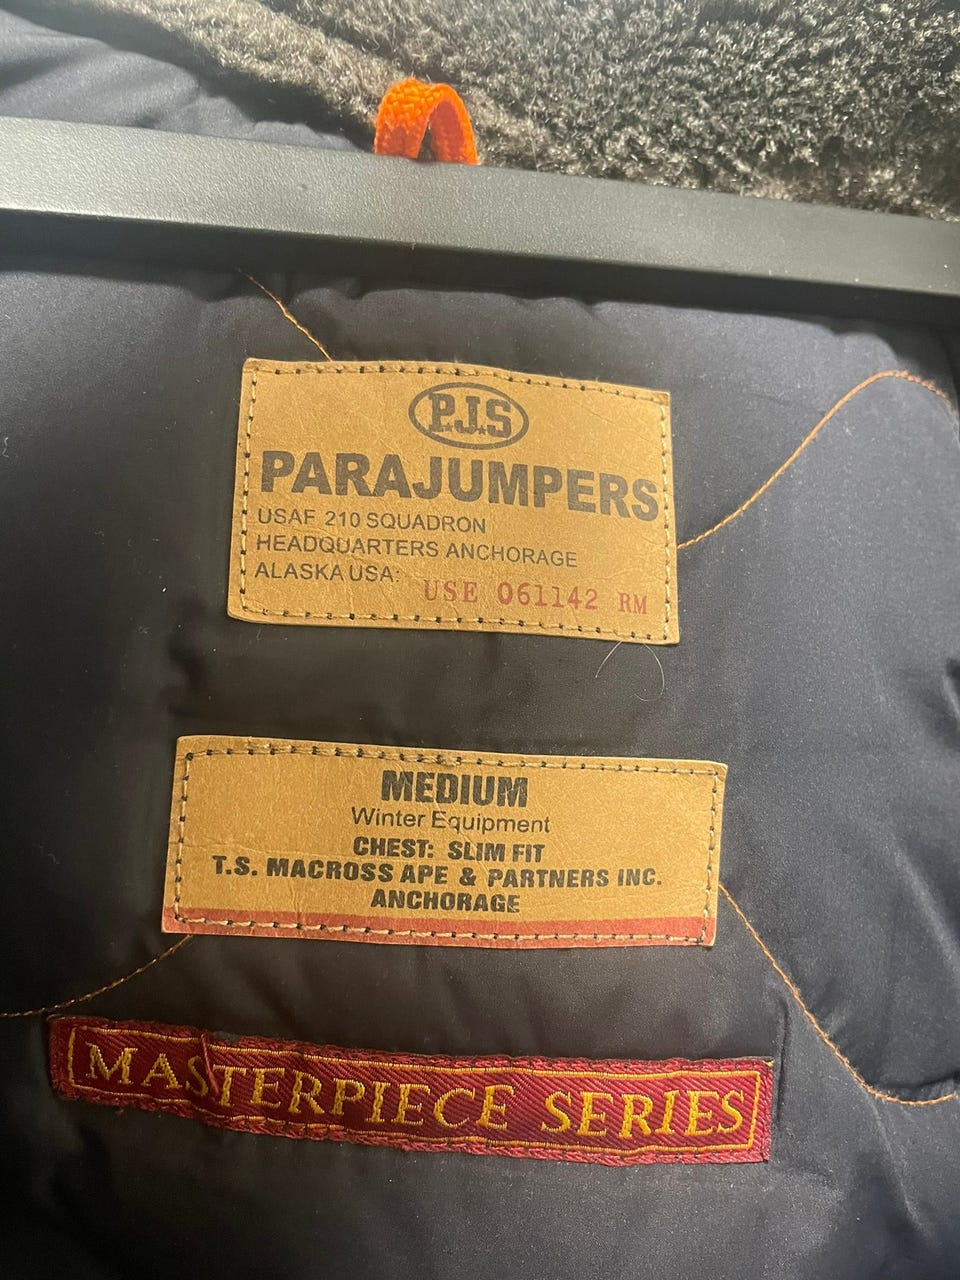 P.J.S
PARAJUMPERS
USAF 210 SQUADRON
HEADQUARTERS ANCHORAGE
ALASKA USA: USE 061142 RM
MEDIUM
Winter Equipment
CHEST: SLIM FIT
T.S. MACROSS APE & PARTNERS INC.
ANCHORAGE
MASTERPIECE SERIES